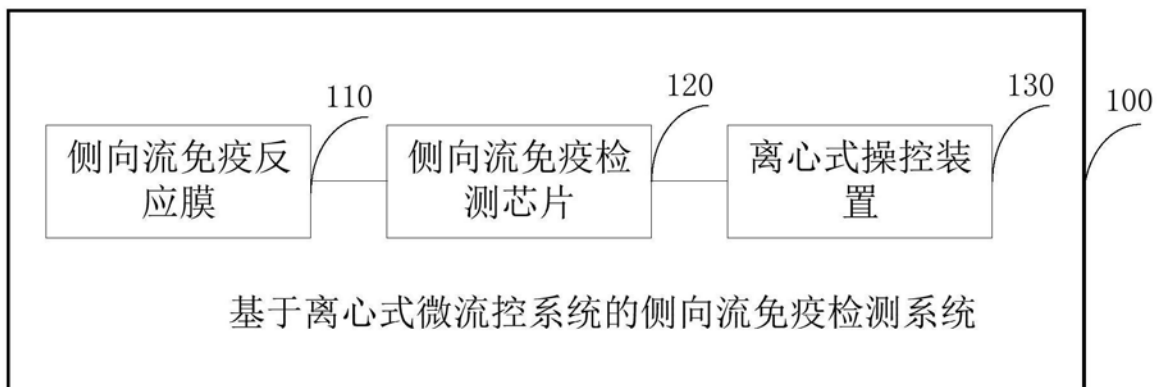 110
120
130
100
侧向流免疫反
应膜
侧向流免疫检
测芯片
离心式操控装
置
基于离心式微流控系统的侧向流免疫检测系统